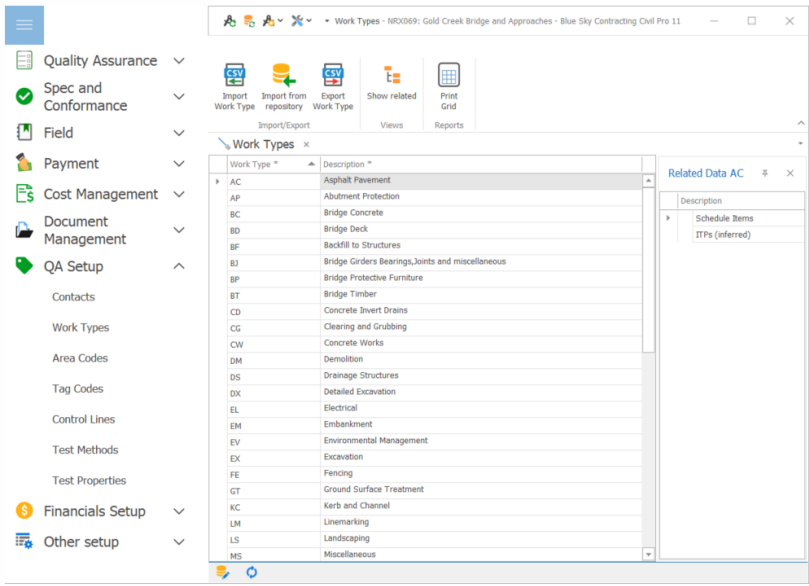 Work Types - NRX069: Gold Creek Bridge and Approaches - Blue Sky Contracting Civil Pro 11
Quality Assurance
Spec and
Conformance
Field
Payment
Cost Management
Document
Management
QA Setup
Contacts
Work Types
Area Codes
Tag Codes
Control Lines
Test Methods
Test Properties
Financials Setup
Other setup
CSV
Import
Work Type
Import from
repository
CSV
Export
Work Type
Show related
Print
Grid
Import/Export
Views
Reports
Work Types ×
Work Type * Description *
AC Asphalt Pavement
AP Abutment Protection
BC Bridge Concrete
BD Bridge Deck
BF Backfill to Structures
BJ Bridge Girders Bearings,Joints and miscellaneous
BP Bridge Protective Furniture
BT Bridge Timber
CD Concrete Invert Drains
CG Clearing and Grubbing
CW Concrete Works
DM Demolition
DS Drainage Structures
DX Detailed Excavation
EL Electrical
EM Embankment
EV Environmental Management
EX Excavation
FE Fencing
GT Ground Surface Treatment
KC Kerb and Channel
LM Linemarking
LS Landscaping
MS Miscellaneous
Related Data AC
Description
Schedule Items
ITPs (inferred)